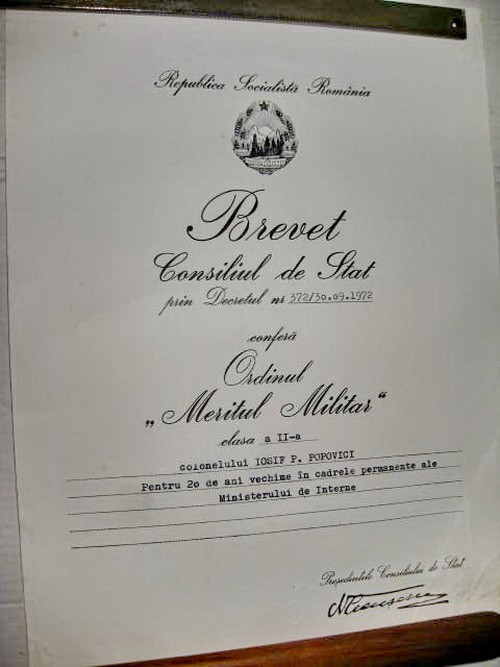 Republica Socialistă România
Brevet
Consiliul de Stat
prin Decretul nr 372/30.09.1972
conferă
Ordinul
„Meritul Militar“
clasa a II-a
colonelului IOSIF P. POPOVICI
Pentru 2o de ani vechime în cadrele permanente ale
Ministerului de Interne
Președintele Consiliului de Stat